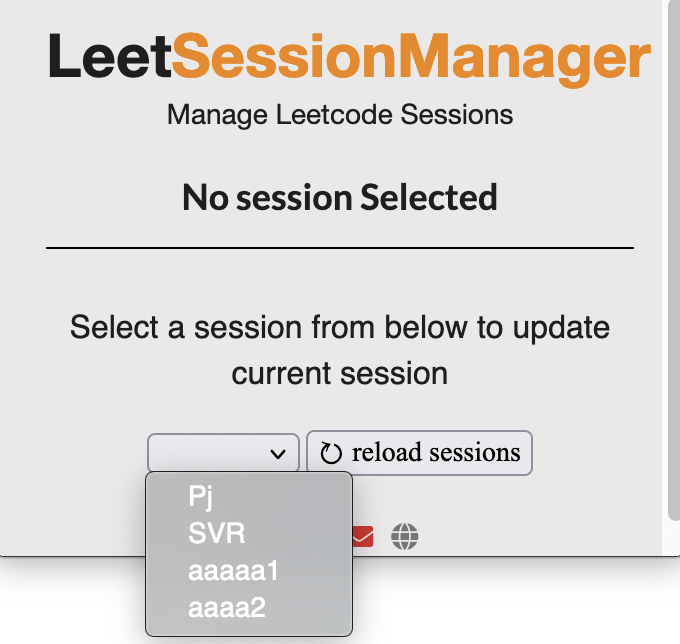 LeetSessionManager
Manage Leetcode Sessions
No session Selected
Select a session from below to update
current session
reload sessions
Pj
SVR
aaaaa1
aaaa2